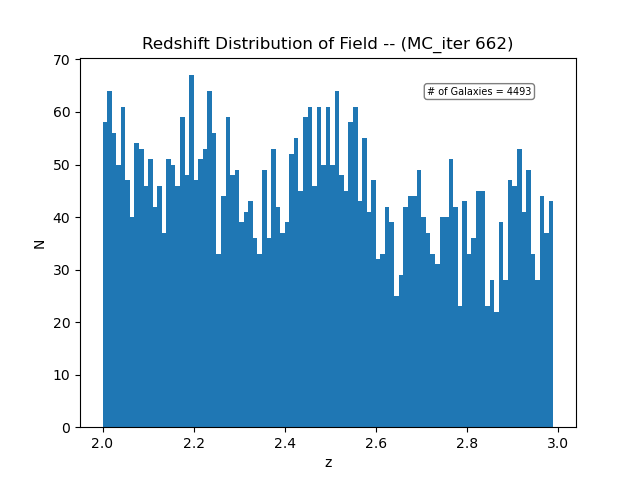 Redshift Distribution of Field -- (MC_iter 662)
# of Galaxies = 4493
70
60
50
40
30
20
10
0
N
2.0 2.2 2.4 2.6 2.8 3.0
z